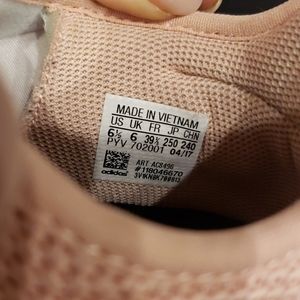 MADE IN VIETNAM
US UK FR JP CHN
6½ 6 39⅓ 250 240
PYV 702001 04/17
ART AC8496
#118046670
adidas